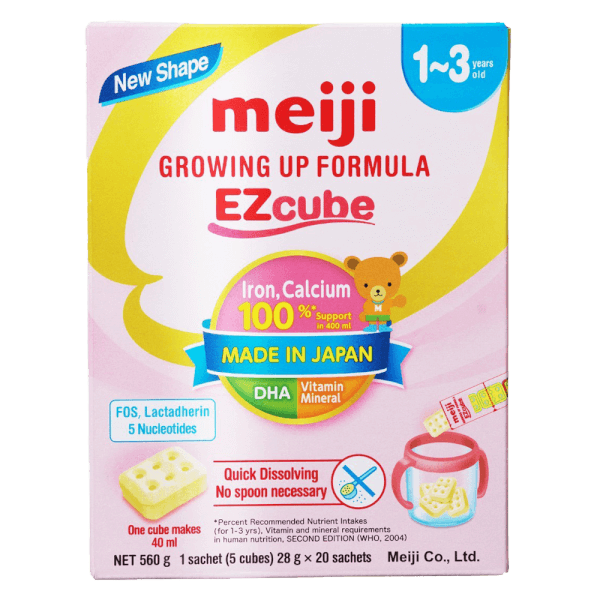 New Shape
1~3 years old
meiji
GROWING UP FORMULA
EZcube
Iron, Calcium
100%* Support in 400 ml
MADE IN JAPAN
DHA
Vitamin
Mineral
FOS, Lactadherin
5 Nucleotides
meiji
EZcube
Quick Dissolving
No spoon necessary
One cube makes
40 ml
*Percent Recommended Nutrient Intakes
(for 1-3 yrs), Vitamin and mineral requirements
in human nutrition, SECOND EDITION (WHO, 2004)
NET 560 g 1 sachet (5 cubes) 28 g × 20 sachets Meiji Co., Ltd.